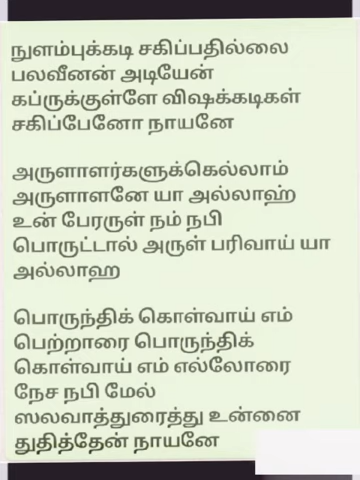 நுளம்புக்கடி சகிப்பதில்லை
பலவீனன் அடியேன்
கப்ருக்குள்ளே விஷக்கடிகள்
சகிப்பேனோ நாயனே
அருளாளர்களுக்கெல்லாம்
அருளாளனே யா அல்லாஹ்
உன் பேரருள் நம் நபி
பொருட்டால் அருள் பரிவாய் யா
அல்லாஹ
பொருந்திக் கொள்வாய் எம்
பெற்றாரை பொருந்திக்
கொள்வாய் எம் எல்லோரை
நேச நபி மேல்
ஸலவாத்துரைத்து உன்னை
துதித்தேன் நாயனே